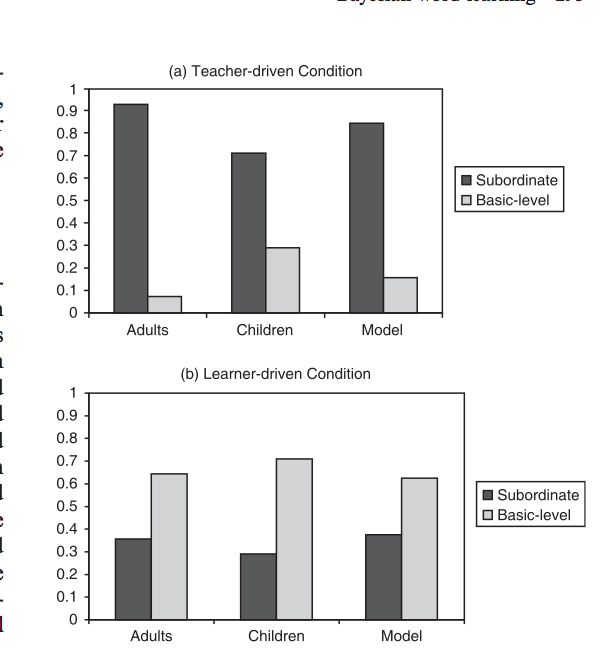 (a) Teacher-driven Condition
1
0.9
0.8
0.7
0.6
0.5
0.4
0.3
0.2
0.1
0
Adults Children Model
Subordinate
Basic-level
(b) Learner-driven Condition
1
0.9
0.8
0.7
0.6
0.5
0.4
0.3
0.2
0.1
0
Adults Children Model
Subordinate
Basic-level